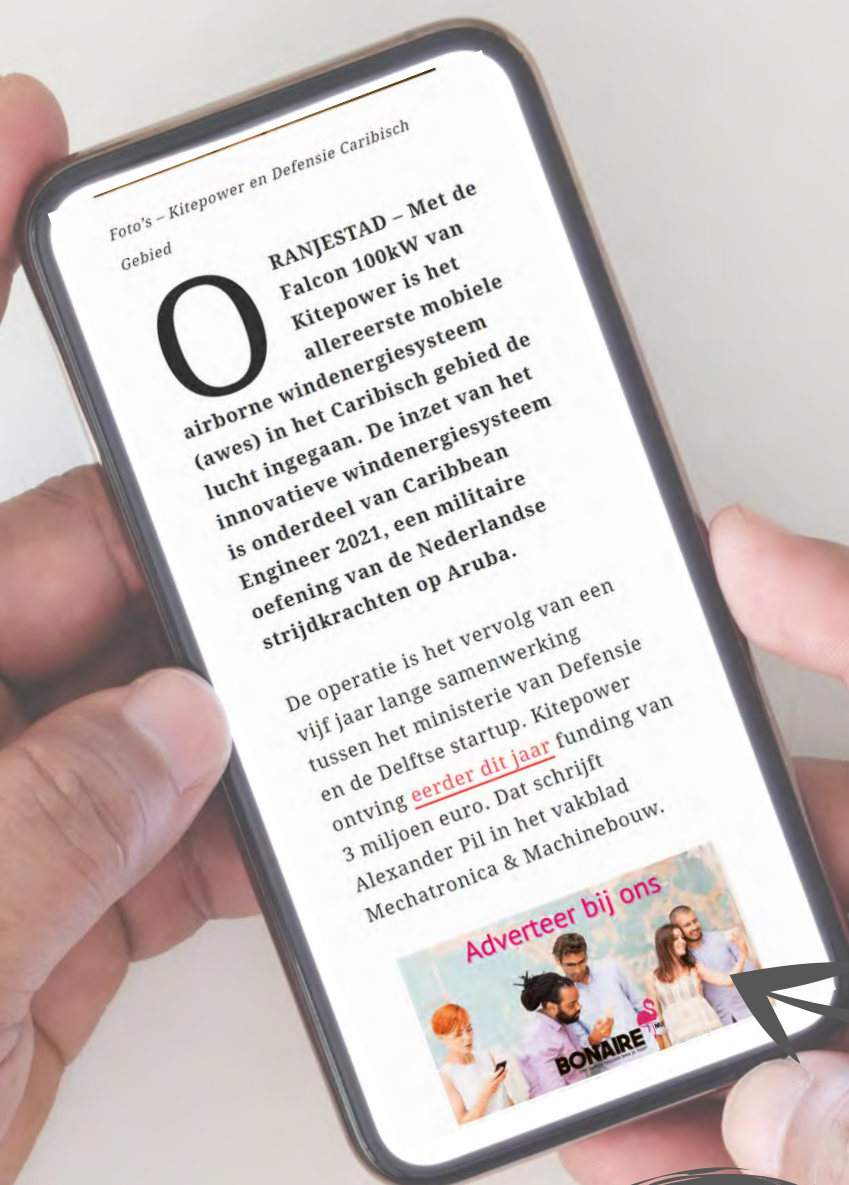 Foto's – Kitepower en Defensie Caribisch
Gebied
ORANJESTAD – Met de
Falcon 100kW van
Kitepower is het
allereerste mobiele
airborne windenergiesysteem
(awes) in het Caribisch gebied de
lucht ingegaan. De inzet van het
innovatieve windenergiesysteem
is onderdeel van Caribbean
Engineer 2021, een militaire
oefening van de Nederlandse
strijdkrachten op Aruba.
De operatie is het vervolg van een
vijf jaar lange samenwerking
tussen het ministerie van Defensie
en de Delftse startup. Kitepower
ontving eerder dit jaar funding van
3 miljoen euro. Dat schrijft
Alexander Pil in het vakblad
Mechatronica & Machinebouw.
Adverteer bij ons
BONAIRE